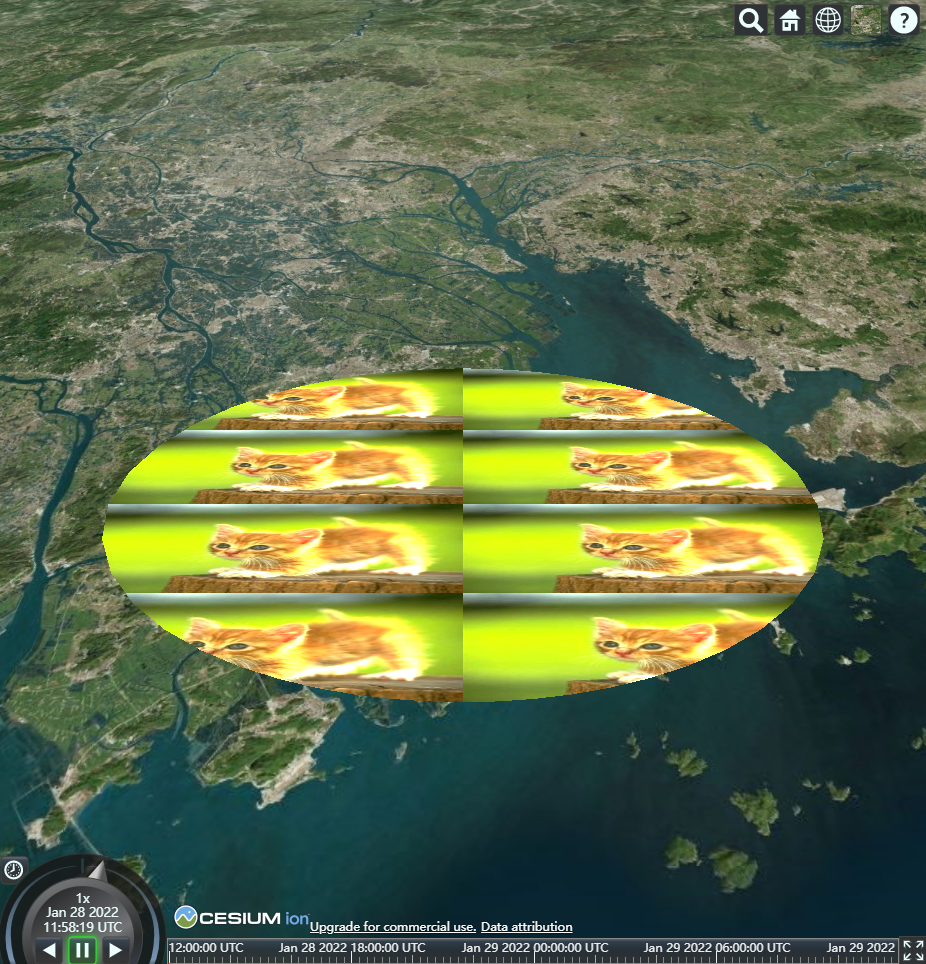 ?
1x
Jan 28 2022
11:58:19 UTC
CESIUM ion
Upgrade for commercial use. Data attribution
12:00:00 UTC
Jan 28 2022 18:00:00 UTC
Jan 29 2022 00:00:00 UTC
Jan 29 2022 06:00:00 UTC
Jan 29 2022